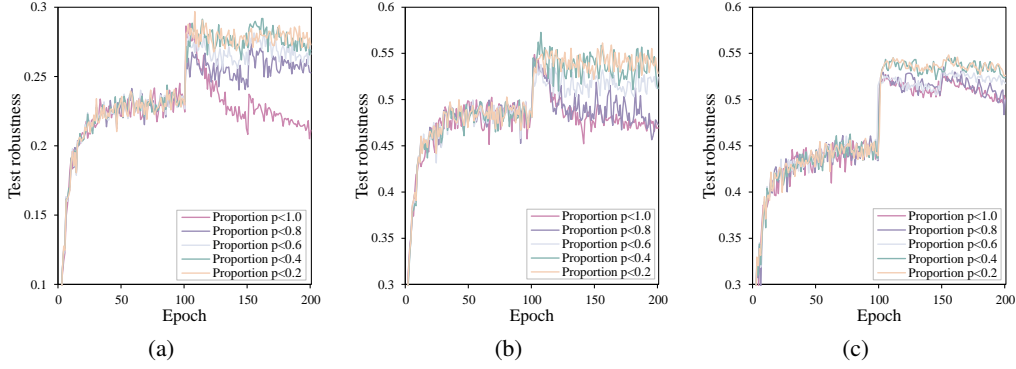 0.3
0.25
0.2
0.15
0.1
Test robustness
0
50
100
150
200
Epoch
Proportion p<1.0
Proportion p<0.8
Proportion p<0.6
Proportion p<0.4
Proportion p<0.2
(a)
0.6
0.55
0.5
0.45
0.4
0.35
0.3
Test robustness
0
50
100
150
200
Epoch
Proportion p<1.0
Proportion p<0.8
Proportion p<0.6
Proportion p<0.4
Proportion p<0.2
(b)
0.6
0.55
0.5
0.45
0.4
0.35
0.3
Test robustness
0
50
100
150
200
Epoch
Proportion p<1.0
Proportion p<0.8
Proportion p<0.6
Proportion p<0.4
Proportion p<0.2
(c)